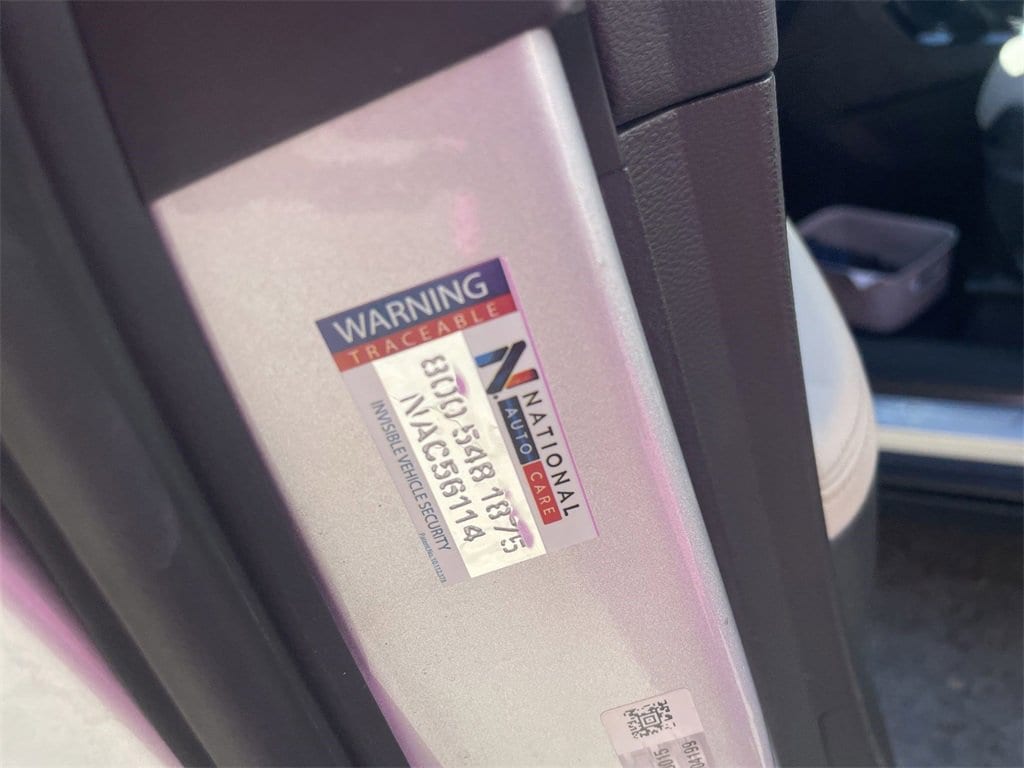 WARNING
TRACEABLE
NATIONAL
AUTO CARE
800 548 1875
NAC56114
INVISIBLE VEHICLE SECURITY